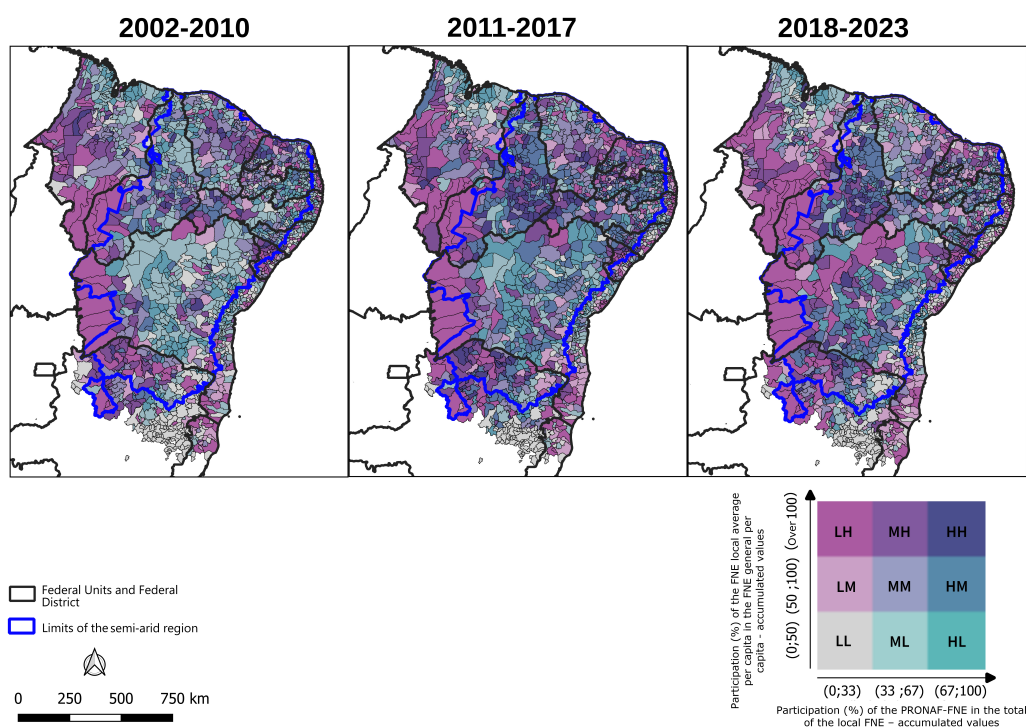 2002-2010
2011-2017
2018-2023
Federal Units and Federal
District
Limits of the semi-arid region
0 250 500 750 km
Participation (%) of the FNE local average
per capita in the FNE general per
capita - accumulated values
(0;50) (50 ;100) (Over 100)
LH MH HH
LM MM HM
LL ML HL
(0;33) (33 ;67) (67;100)
Participation (%) of the PRONAF-FNE in the total
of the local FNE – accumulated values